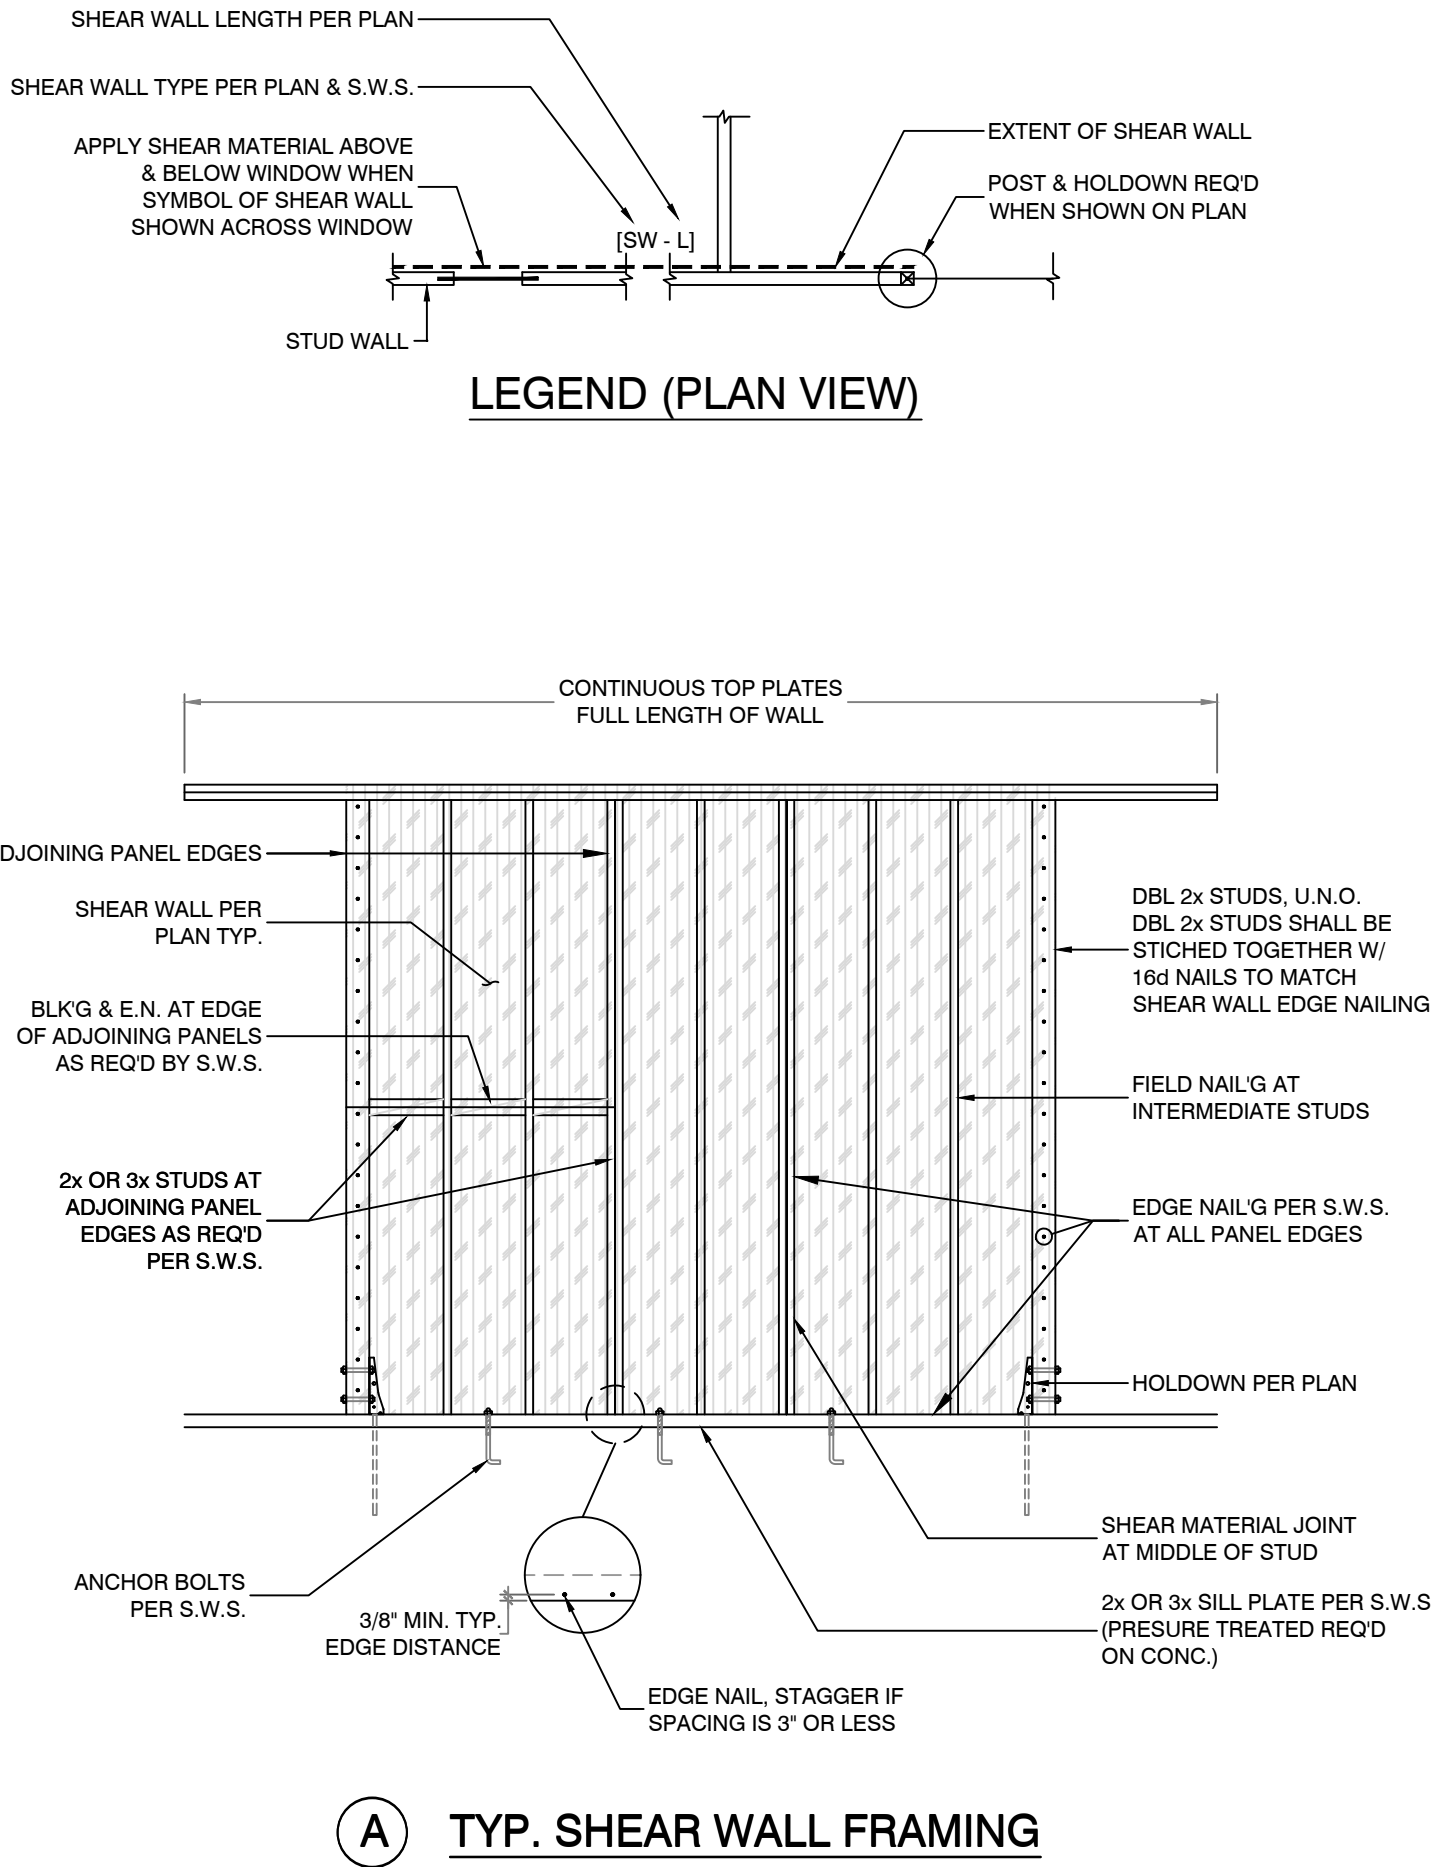 SHEAR WALL LENGTH PER PLAN
SHEAR WALL TYPE PER PLAN & S.W.S.
APPLY SHEAR MATERIAL ABOVE
& BELOW WINDOW WHEN
SYMBOL OF SHEAR WALL
SHOWN ACROSS WINDOW
[SW - L]
EXTENT OF SHEAR WALL
POST & HOLDOWN REQ'D
WHEN SHOWN ON PLAN
STUD WALL
LEGEND (PLAN VIEW)
CONTINUOUS TOP PLATES
FULL LENGTH OF WALL
DJOINING PANEL EDGES
SHEAR WALL PER
PLAN TYP.
BLK'G & E.N. AT EDGE
OF ADJOINING PANELS
AS REQ'D BY S.W.S.
2x OR 3x STUDS AT
ADJOINING PANEL
EDGES AS REQ'D
PER S.W.S.
DBL 2x STUDS, U.N.O.
DBL 2x STUDS SHALL BE
STICHED TOGETHER W/
16d NAILS TO MATCH
SHEAR WALL EDGE NAILING
FIELD NAIL'G AT
INTERMEDIATE STUDS
EDGE NAIL'G PER S.W.S.
AT ALL PANEL EDGES
HOLDOWN PER PLAN
ANCHOR BOLTS
PER S.W.S.
3/8" MIN. TYP.
EDGE DISTANCE
EDGE NAIL, STAGGER IF
SPACING IS 3" OR LESS
SHEAR MATERIAL JOINT
AT MIDDLE OF STUD
2x OR 3x SILL PLATE PER S.W.S
(PRESURE TREATED REQ'D
ON CONC.)
A TYP. SHEAR WALL FRAMING